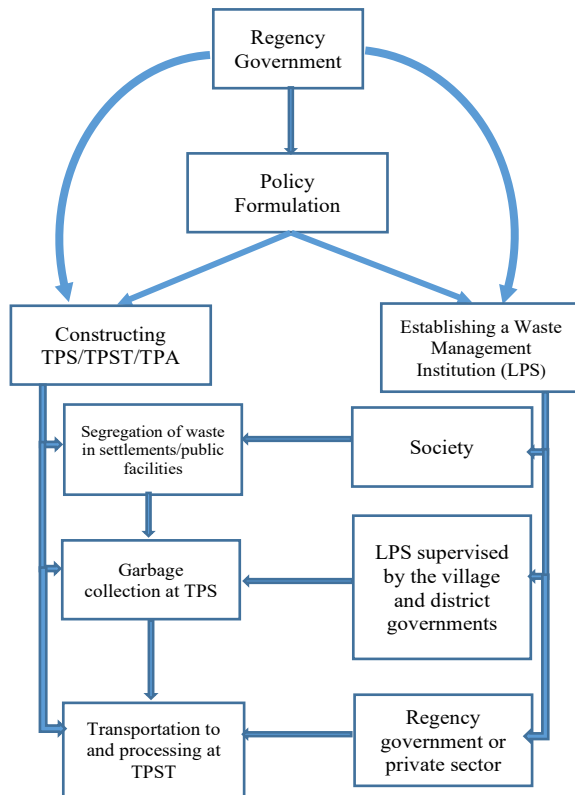 Regency
Government
Policy
Formulation
Constructing
TPS/TPST/TPA
Establishing a Waste
Management
Institution (LPS)
Segregation of waste
in settlements/public
facilities
Society
Garbage
collection at TPS
LPS supervised
by the village
and district
governments
Transportation to
and processing at
TPST
Regency
government or
private sector